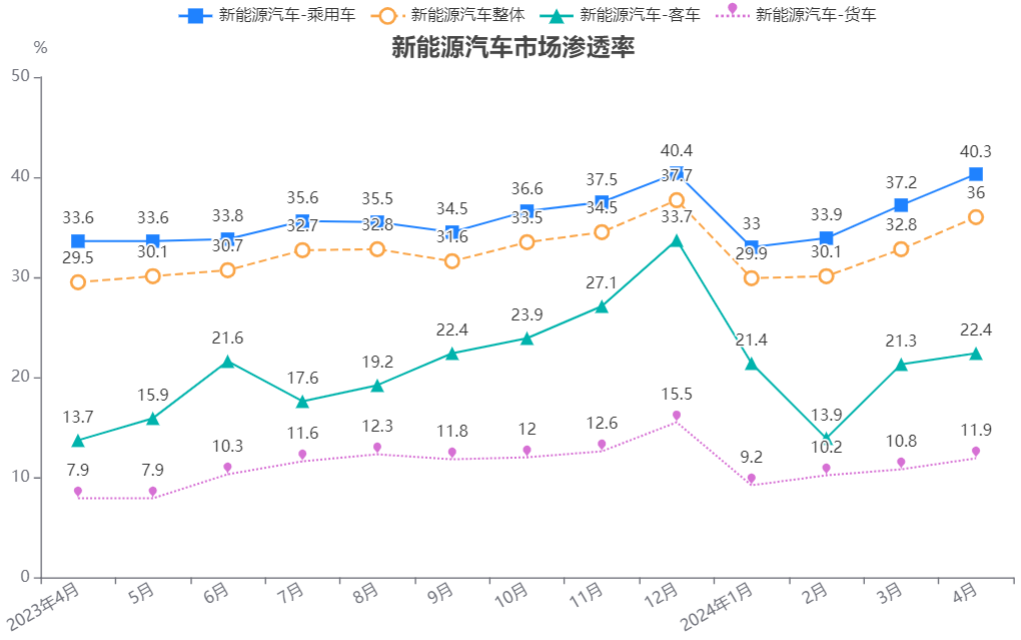 新能源汽车-乘用车 新能源汽车整体 新能源汽车-客车 新能源汽车-货车
新能源汽车市场渗透率
%
50
40
30
20
10
0
33.6 33.6 33.8 35.6 35.5 34.5 36.6 37.5 40.4 33 33.9 37.2 40.3
29.5 30.1 30.7 32.7 32.8 31.6 33.5 34.5 37.7 29.9 30.1 32.8 36
13.7 15.9 21.6 17.6 19.2 22.4 23.9 27.1 33.7 21.4 13.9 21.3 22.4
7.9 7.9 10.3 11.6 12.3 11.8 12 12.6 15.5 9.2 10.2 10.8 11.9
2023年4月 5月 6月 7月 8月 9月 10月 11月 12月 2024年1月 2月 3月 4月